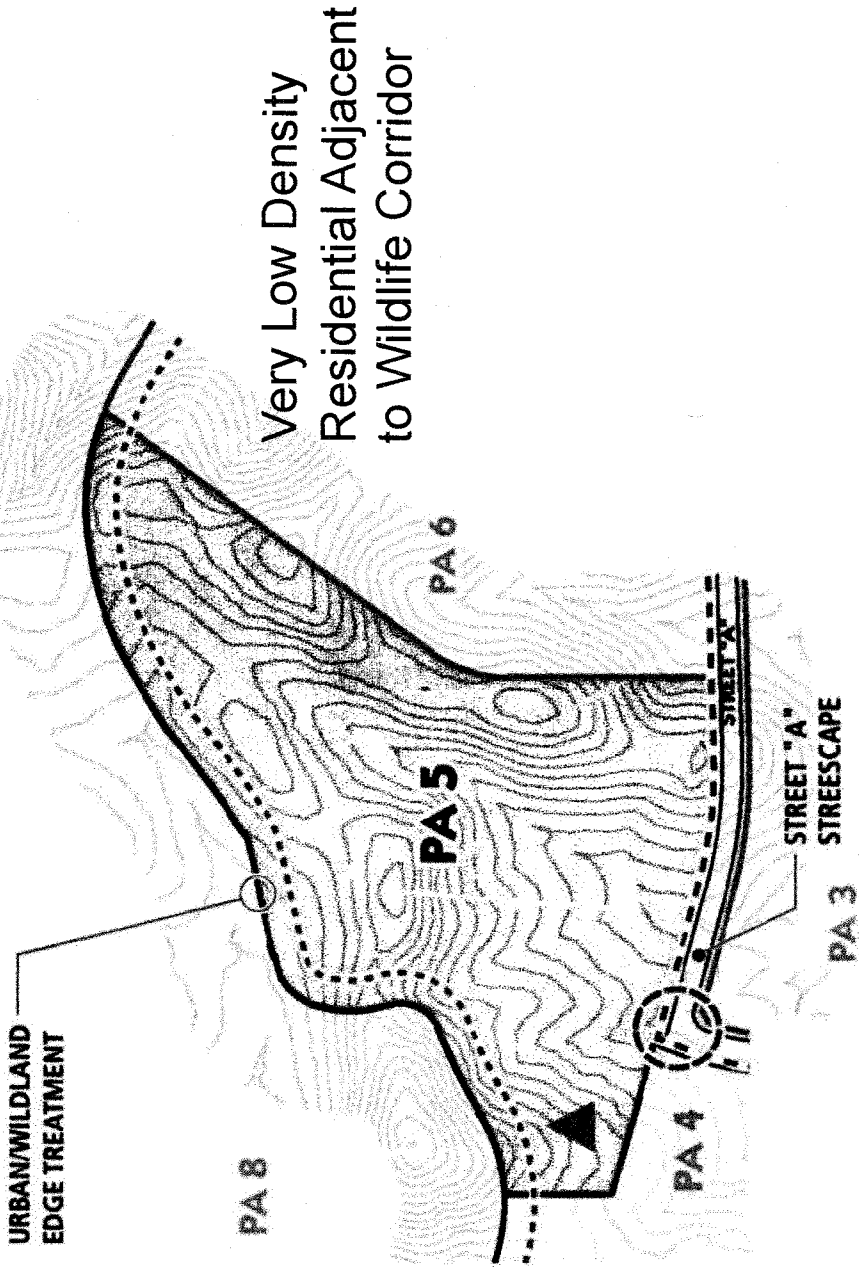 URBAN/WILDLAND
EDGE TREATMENT
PA 8
Very Low Density
Residential Adjacent
to Wildlife Corridor
PA 5
PA 6
PA 4
STREET "A"
STREET "A"
STREESCAPE
PA 3